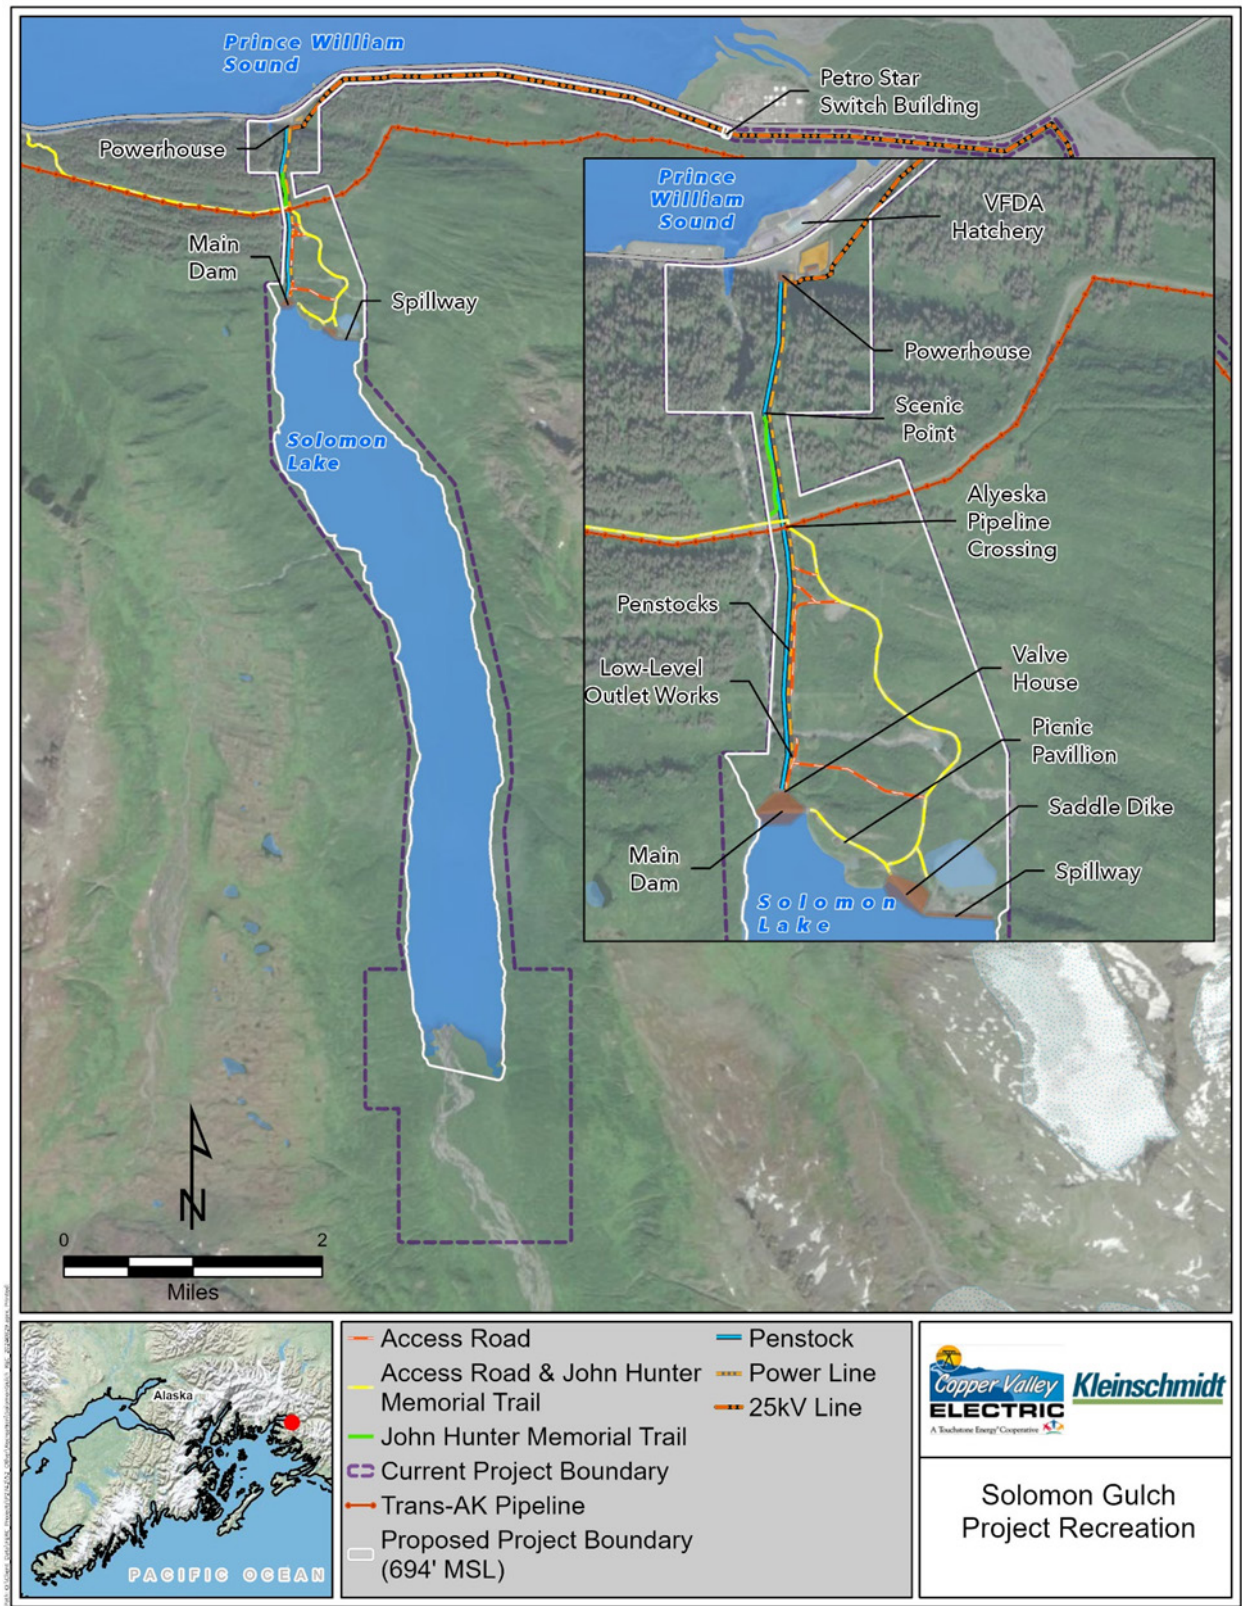 Prince William
Sound
Petro Star
Switch Building
Powerhouse
Main
Dam
Spillway
Solomon
Lake
Prince
William
Sound
VFDA
Hatchery
Powerhouse
Scenic
Point
Alyeska
Pipeline
Crossing
Penstocks
Low-Level
Outlet Works
Valve
House
Picnic
Pavillion
Saddle Dike
Main
Dam
Spillway
Solomon
Lake
N
0 2
Miles
Alaska
PACIFIC OCEAN
Access Road
Access Road & John Hunter
Memorial Trail
John Hunter Memorial Trail
Current Project Boundary
Trans-AK Pipeline
Proposed Project Boundary
(694' MSL)
Penstock
Power Line
25kV Line
Copper Valley
ELECTRIC
A Touchstone Energy® Cooperative
Kleinschmidt
Solomon Gulch
Project Recreation